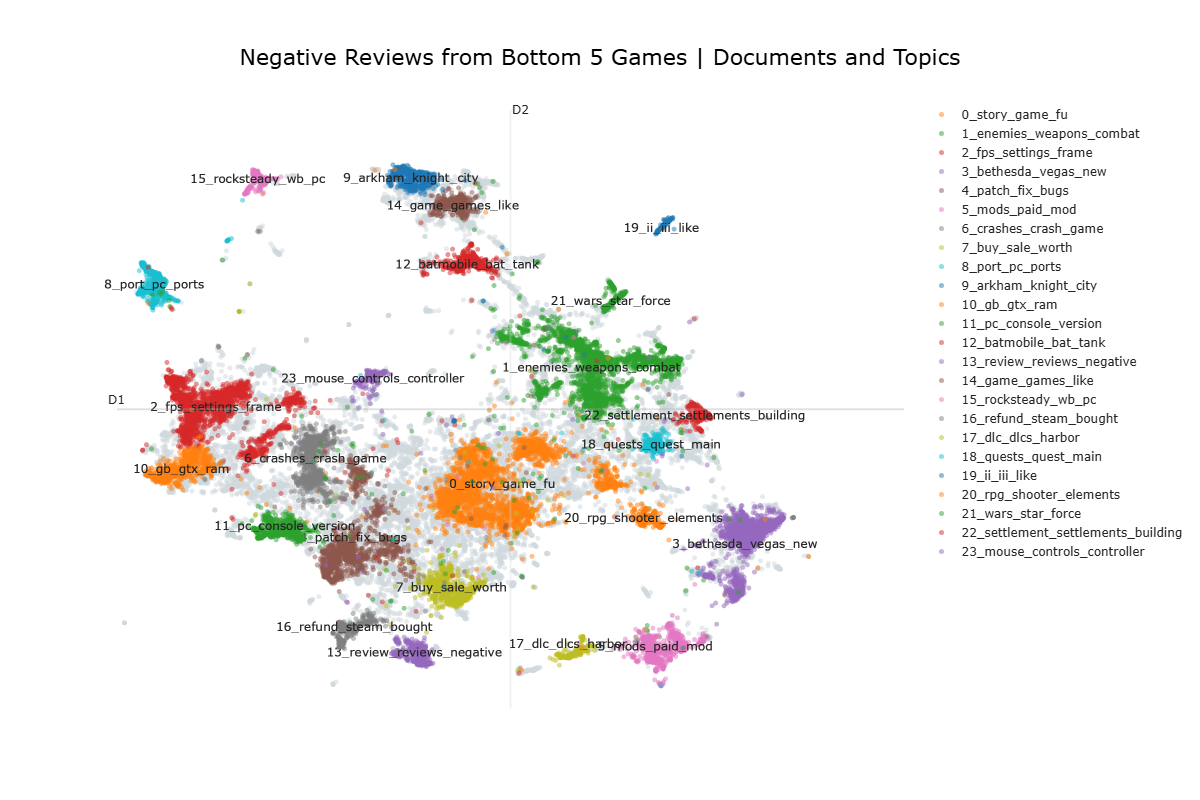 Negative Reviews from Bottom 5 Games | Documents and Topics
D2
D1
15_rocksteady_wb_pc
9_arkham_knight_city
14_game_games_like
19_ii_iii_like
12_batmobile_bat_tank
8_port_pc_ports
21_wars_star_force
1_enemies_weapons_combat
23_mouse_controls_controller
2_fps_settings_frame
22_settlement_settlements_building
18_quests_quest_main
6_crashes_crash_game
10_gb_gtx_ram
0_story_game_fu
20_rpg_shooter_elements
11_pc_console_version
patch_fix_bugs
3_bethesda_vegas_new
7_buy_sale_worth
16_refund_steam_bought
13_review_reviews_negative
17_dlc_dlcs_harbor
5_mods_paid_mod
0_story_game_fu
1_enemies_weapons_combat
2_fps_settings_frame
3_bethesda_vegas_new
4_patch_fix_bugs
5_mods_paid_mod
6_crashes_crash_game
7_buy_sale_worth
8_port_pc_ports
9_arkham_knight_city
10_gb_gtx_ram
11_pc_console_version
12_batmobile_bat_tank
13_review_reviews_negative
14_game_games_like
15_rocksteady_wb_pc
16_refund_steam_bought
17_dlc_dlcs_harbor
18_quests_quest_main
19_ii_iii_like
20_rpg_shooter_elements
21_wars_star_force
22_settlement_settlements_building
23_mouse_controls_controller